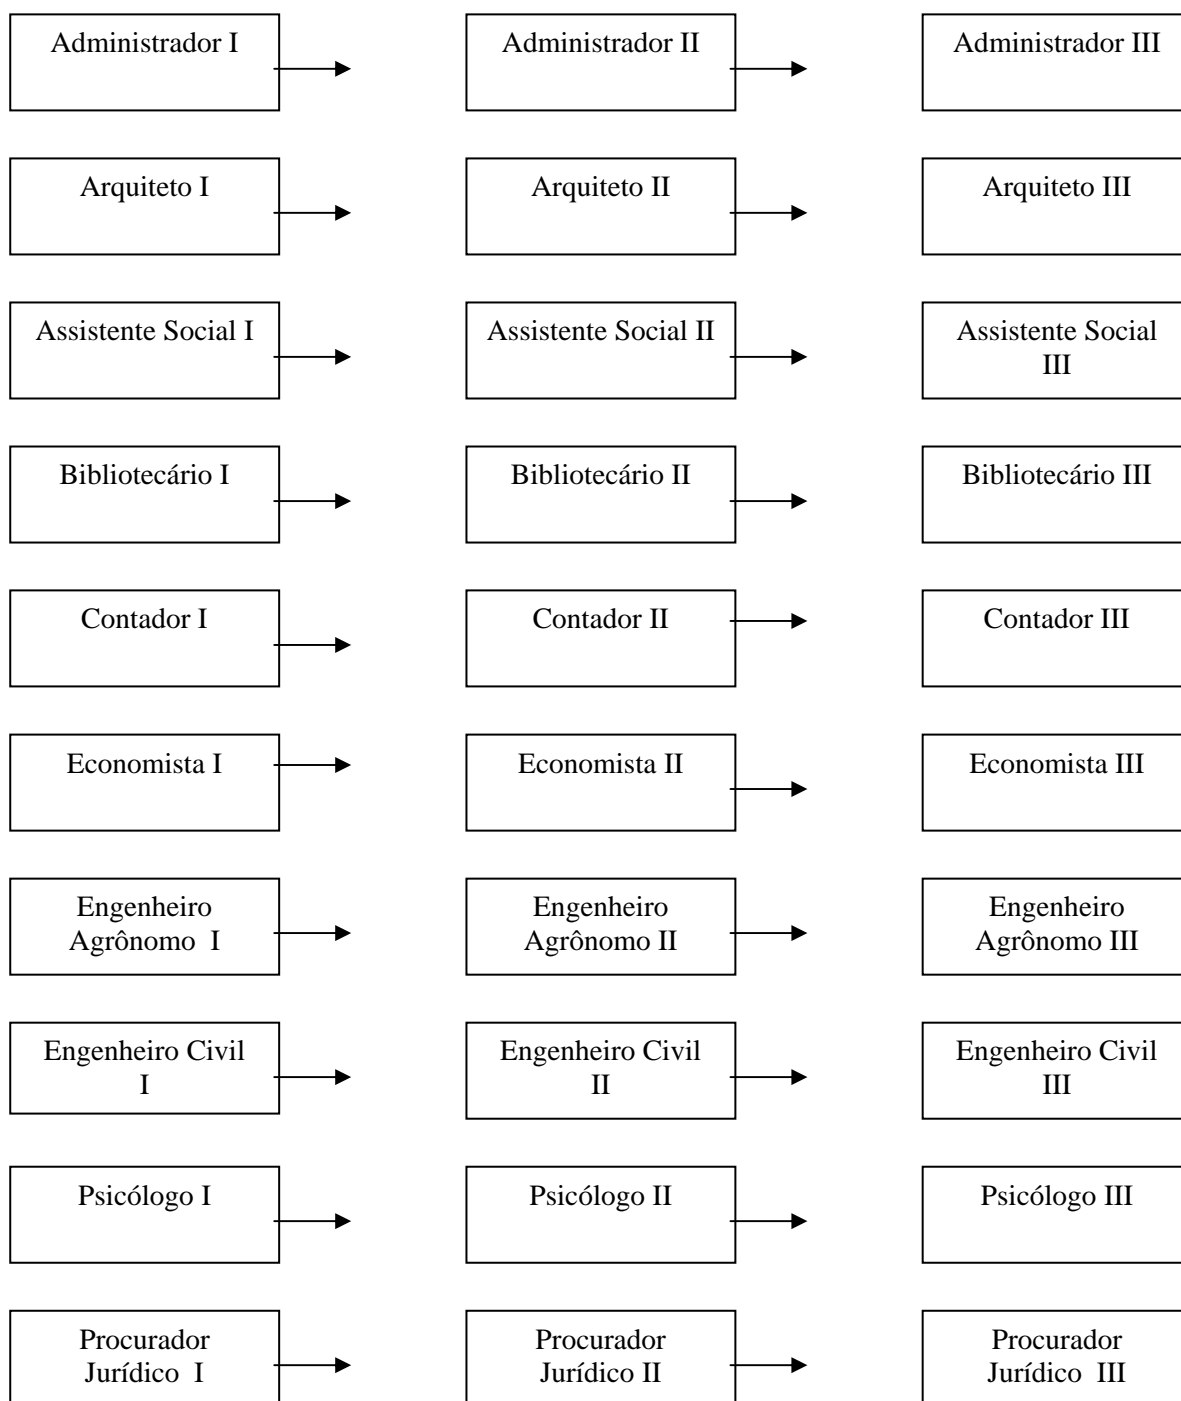 Administrador I
Administrador II
Administrador III
Arquiteto I
Arquiteto II
Arquiteto III
Assistente Social I
Assistente Social II
Assistente Social
III
Bibliotecário I
Bibliotecário II
Bibliotecário III
Contador I
Contador II
Contador III
Economista I
Economista II
Economista III
Engenheiro
Agrônomo  I
Engenheiro
Agrônomo II
Engenheiro
Agrônomo III
Engenheiro Civil
I
Engenheiro Civil
II
Engenheiro Civil
III
Psicólogo I
Psicólogo II
Psicólogo III
Procurador
Jurídico  I
Procurador
Jurídico II
Procurador
Jurídico  III